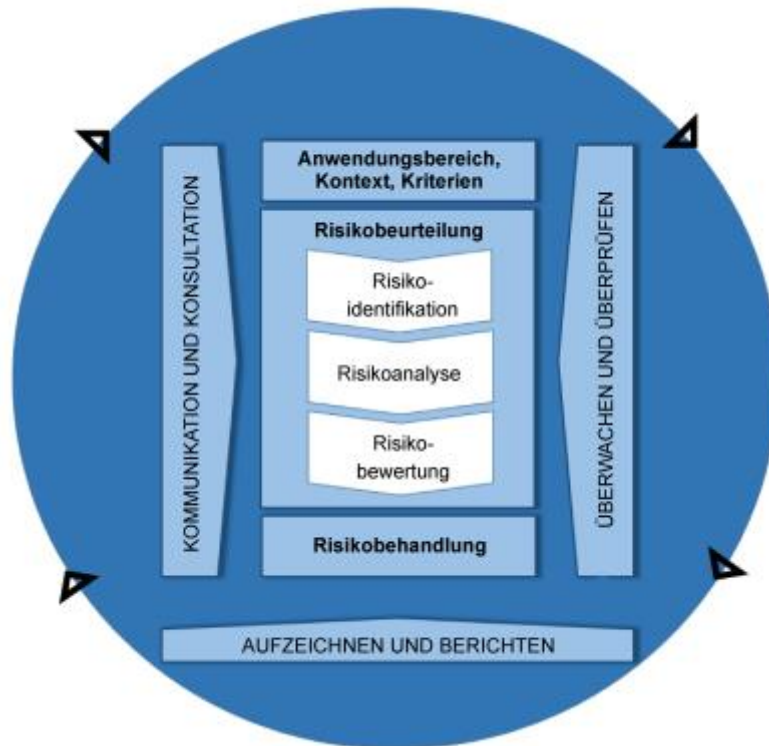 Anwendungsbereich,
Kontext, Kriterien
Risikobeurteilung
Risiko-
identifikation
Risikoanalyse
Risiko-
bewertung
Risikobehandlung
KOMMUNIKATION UND KONSULTATION
ÜBERWACHEN UND ÜBERPRÜFEN
AUFZEICHNEN UND BERICHTEN